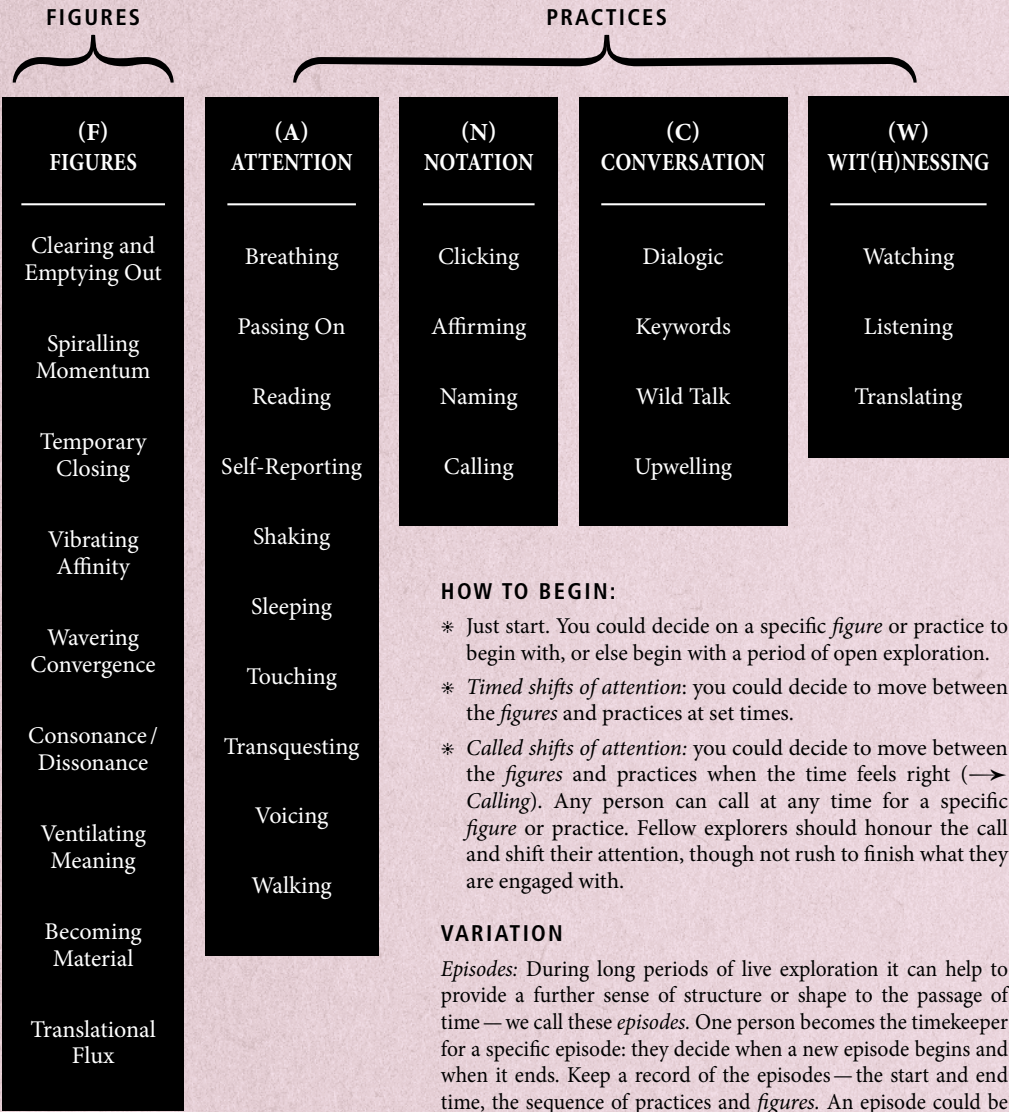 FIGURES
PRACTICES
(F)
FIGURES
Clearing and
Emptying Out
Spiralling
Momentum
Temporary
Closing
Vibrating
Affinity
Wavering
Convergence
Consonance /
Dissonance
Ventilating
Meaning
Becoming
Material
Translational
Flux
(A)
ATTENTION
Breathing
Passing On
Reading
Self-Reporting
Shaking
Sleeping
Touching
Transquesting
Voicing
Walking
(N)
NOTATION
Clicking
Affirming
Naming
Calling
(C)
CONVERSATION
Dialogic
Keywords
Wild Talk
Upwelling
(W)
WIT(H)NESSING
Watching
Listening
Translating
HOW TO BEGIN:
✳ Just start. You could decide on a specific figure or practice to
begin with, or else begin with a period of open exploration.
✳ Timed shifts of attention: you could decide to move between
the figures and practices at set times.
✳ Called shifts of attention: you could decide to move between
the figures and practices when the time feels right (→
Calling). Any person can call at any time for a specific
figure or practice. Fellow explorers should honour the call
and shift their attention, though not rush to finish what they
are engaged with.
VARIATION
Episodes: During long periods of live exploration it can help to
provide a further sense of structure or shape to the passage of
time — we call these episodes. One person becomes the timekeeper
for a specific episode: they decide when a new episode begins and
when it ends. Keep a record of the episodes — the start and end
time, the sequence of practices and figures. An episode could be